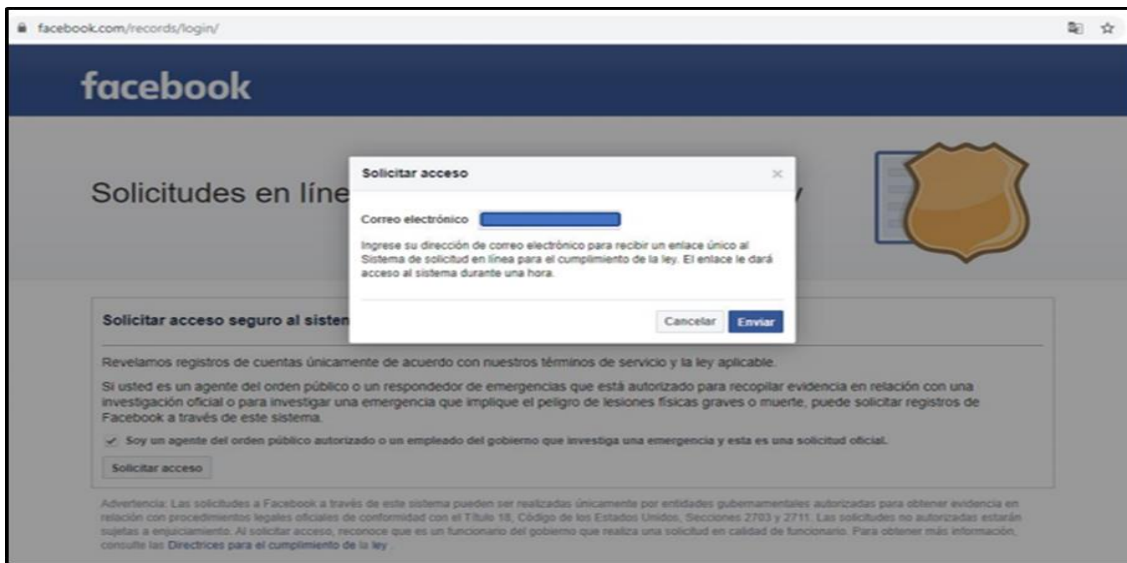 facebook.com/records/login/
facebook
Solicitudes en líne
y
Solicitar acceso
Correo electrónico
Ingrese su dirección de correo electrónico para recibir un enlace único al
Sistema de solicitud en línea para el cumplimiento de la ley. El enlace le dará
acceso al sistema durante una hora.
Cancelar Enviar
Solicitar acceso seguro al sisten
Revelamos registros de cuentas únicamente de acuerdo con nuestros términos de servicio y la ley aplicable.
Si usted es un agente del orden público o un respondedor de emergencias que está autorizado para recopilar evidencia en relación con una
investigación oficial o para investigar una emergencia que implique el peligro de lesiones físicas graves o muerte, puede solicitar registros de
Facebook a través de este sistema.
Soy un agente del orden público autorizado o un empleado del gobierno que investiga una emergencia y esta es una solicitud oficial.
Solicitar acceso
Advertencia: Las solicitudes a Facebook a través de este sistema pueden ser realizadas únicamente por entidades gubernamentales autorizadas para obtener evidencia en
relación con procedimientos legales oficiales de conformidad con el Título 18, Código de los Estados Unidos, Secciones 2703 y 2711. Las solicitudes no autorizadas estarán
sujetas a enjuiciamiento. Al solicitar acceso, reconoce que es un funcionario del gobierno que realiza una solicitud en calidad de funcionario. Para obtener más información,
consulte las Directrices para el cumplimiento de la ley .